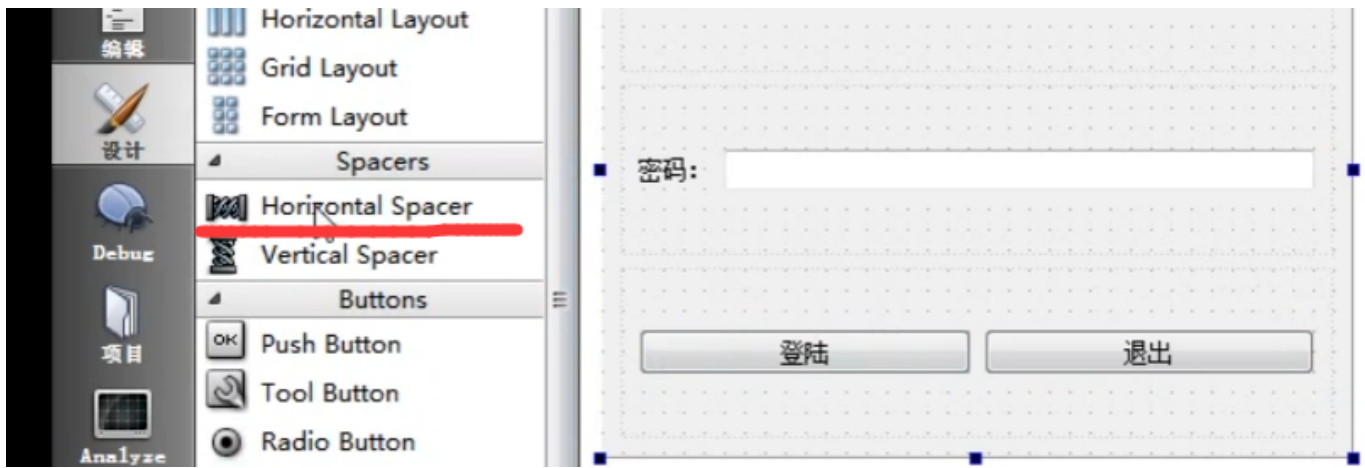 编辑
设计
Debug
项目
Analyze
Horizontal Layout
Grid Layout
Form Layout
Spacers
Horizontal Spacer
Vertical Spacer
Buttons
OK
Push Button
Tool Button
Radio Button
密码：
登陆
退出